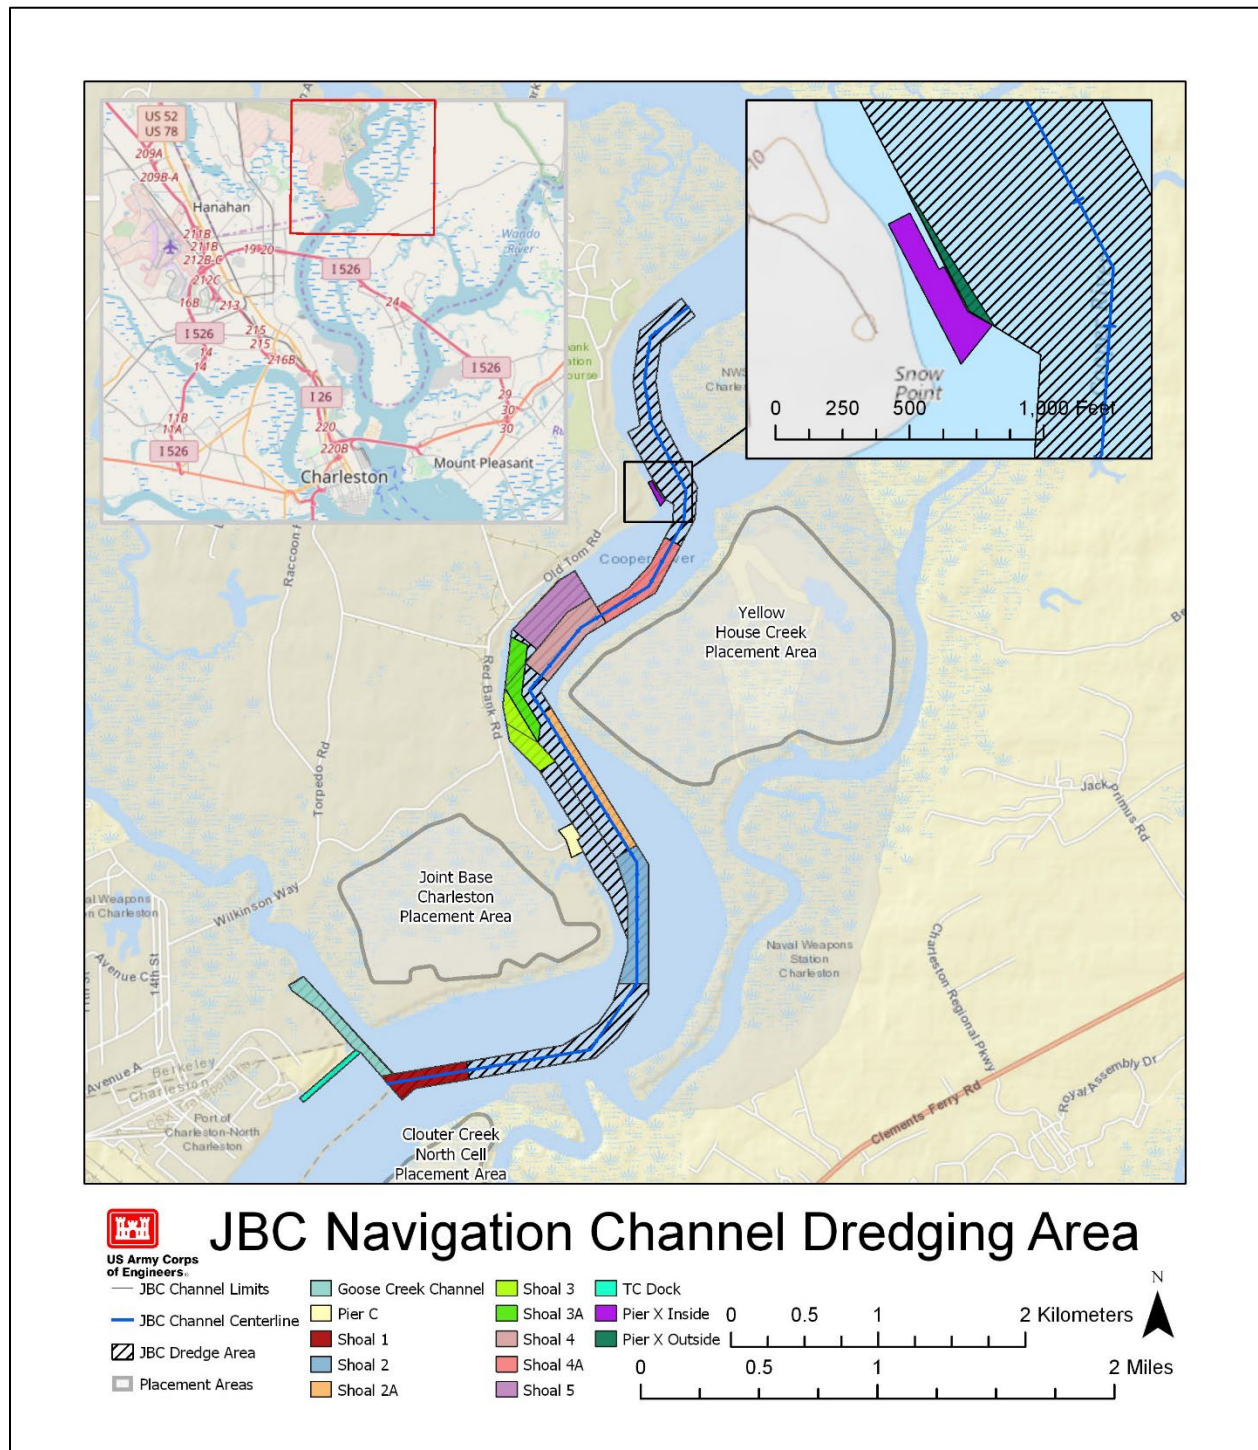 US 52
US 78
209A
209B-A
Hanahan
211B
211B
212B-C
212C
16B
213
19-20
I 526
24
Wando
River
I 526
14
14
215
215
216B
I 526
29
30
30
I 26
11B
11A
I 526
220
220B
Charleston
Mount Pleasant
10
Snow
Point
0 250 500 1,000 Feet
NWS
Raccoon
Old Tom Rd
Cooper River
Yellow
House Creek
Placement Area
Red Bank Rd
Torpedo Rd
Jack Primus Rd
Joint Base
Charleston
Placement Area
Wilkinson Way
Naval Weapons
Station
Charleston
Charleston Regional Pkwy
Avenue C
14th St
Avenue A
Berkeley
Charleston
Port of
Charleston-North
Charleston
Clouter Creek
North Cell
Placement Area
Clements Ferry Rd
Royal Assembly Dr
US Army Corps
of Engineers®
JBC Navigation Channel Dredging Area
JBC Channel Limits
JBC Channel Centerline
JBC Dredge Area
Placement Areas
Goose Creek Channel
Pier C
Shoal 1
Shoal 2
Shoal 2A
Shoal 3
Shoal 3A
Shoal 4
Shoal 4A
Shoal 5
TC Dock
Pier X Inside
Pier X Outside
0 0.5 1 2 Kilometers
0 0.5 1 2 Miles
N